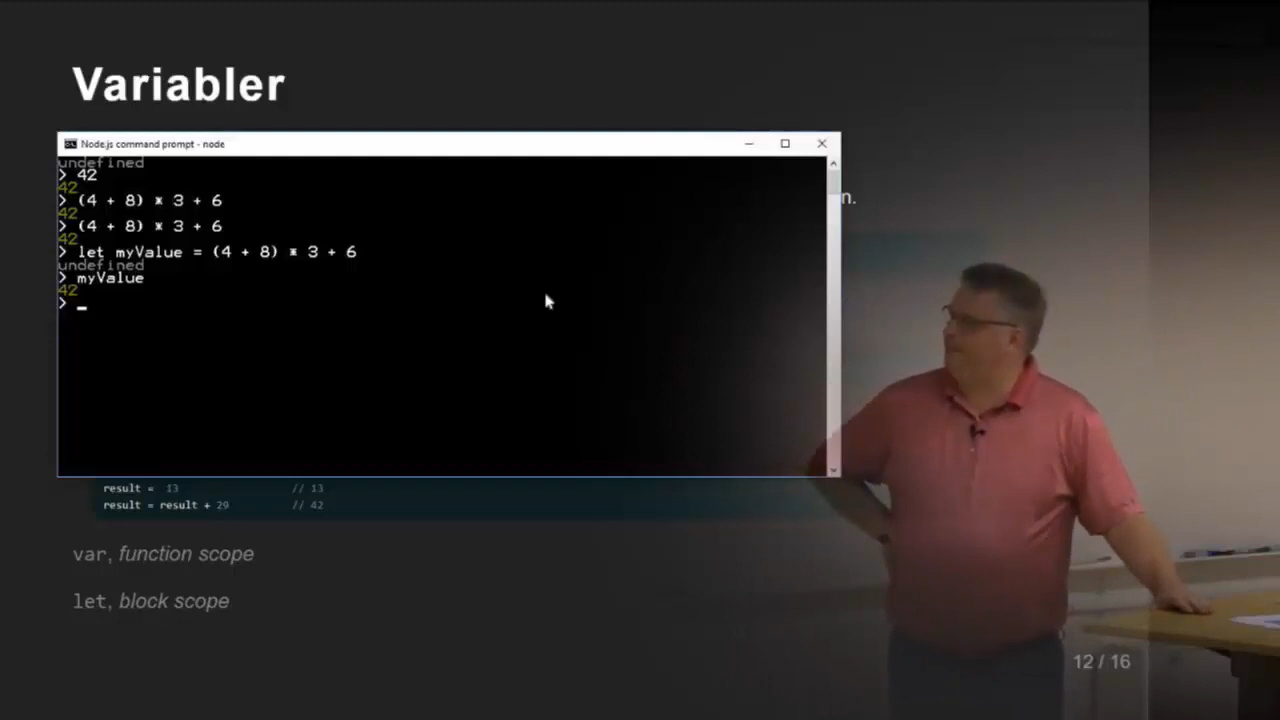 Variabler
Node.js command prompt - node
undefined
> 42
42
> (4 + 8) * 3 + 6
42
> (4 + 8) * 3 + 6
42
> let myValue = (4 + 8) * 3 + 6
undefined
> myValue
42
> _
n.
result = 13 // 13
result = result + 29 // 42
var, function scope
let, block scope
12 / 16